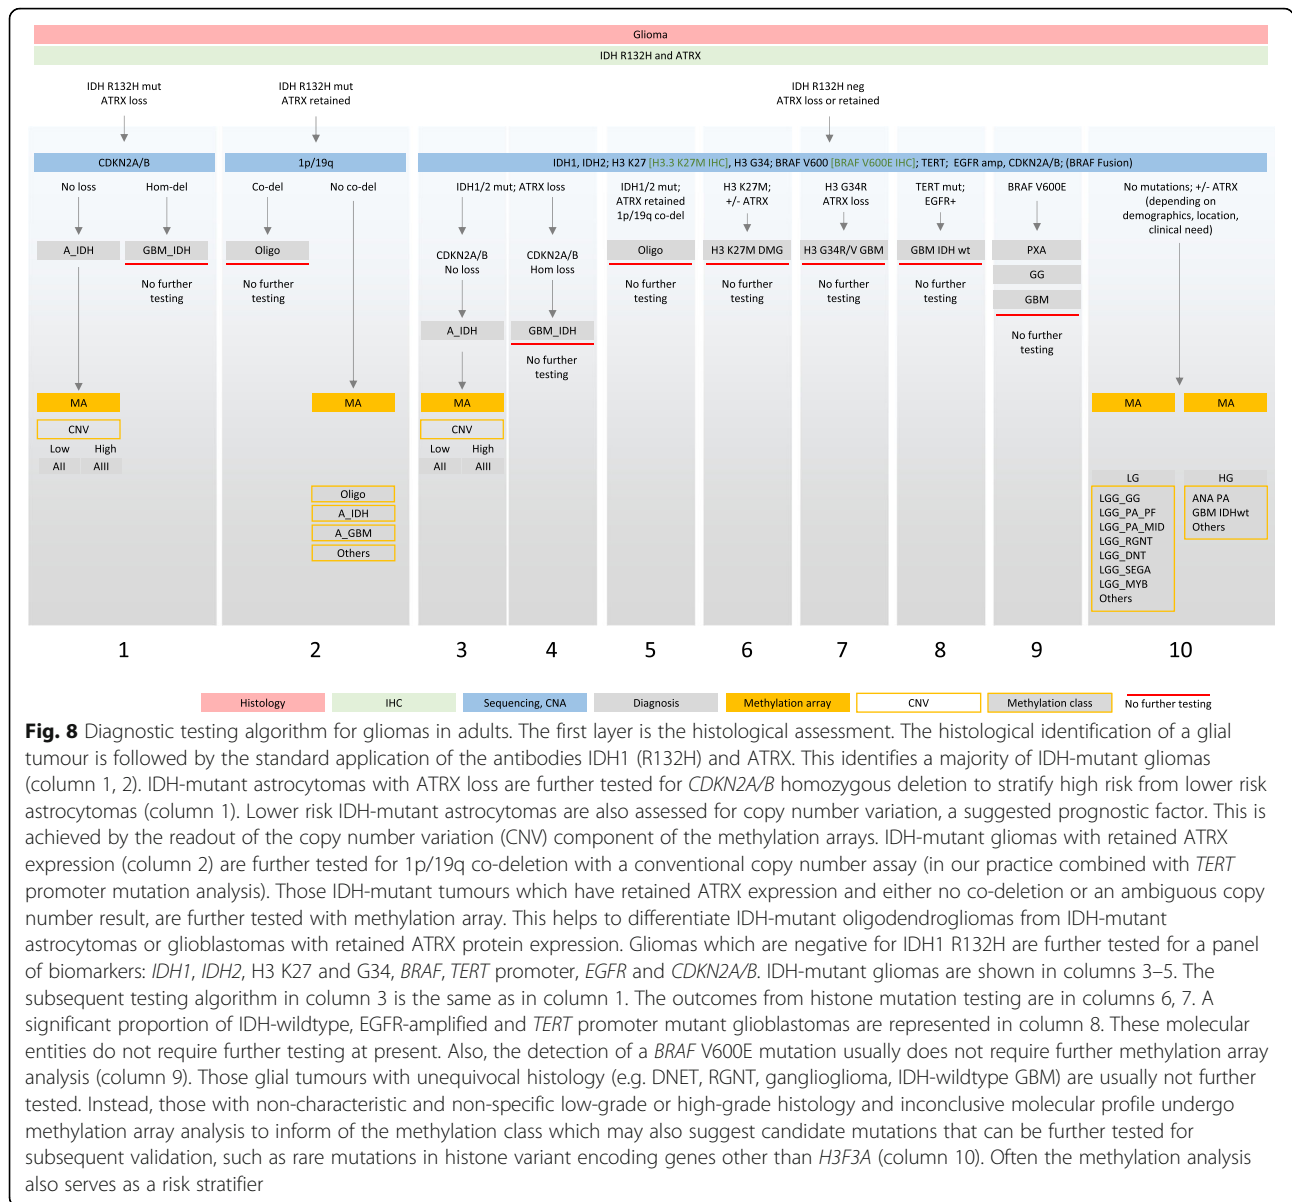 Glioma
IDH R132H and ATRX
IDH R132H mut
ATRX loss
IDH R132H mut
ATRX retained
IDH R132H neg
ATRX loss or retained
CDKN2A/B
1p/19q
IDH1, IDH2; H3 K27 [H3.3 K27M IHC], H3 G34; BRAF V600 [BRAF V600E IHC]; TERT; EGFR amp, CDKN2A/B; (BRAF Fusion)
No loss
Hom-del
Co-del
No co-del
IDH1/2 mut; ATRX loss
IDH1/2 mut;
ATRX retained
1p/19q co-del
H3 K27M;
+/- ATRX
H3 G34R
ATRX loss
TERT mut;
EGFR+
BRAF V600E
No mutations; +/- ATRX
(depending on
demographics, location,
clinical need)
A_IDH
GBM_IDH
Oligo
CDKN2A/B
No loss
CDKN2A/B
Hom loss
Oligo
H3 K27M DMG
H3 G34R/V GBM
GBM IDH wt
PXA
GG
GBM
No further
testing
No further
testing
No further
testing
No further
testing
No further
testing
No further
testing
No further
testing
A_IDH
GBM_IDH
No further
testing
MA
MA
MA
MA
MA
CNV
CNV
Low
High
Low
High
AII
AIII
AII
AIII
Oligo
A_IDH
A_GBM
Others
LG
HG
LGG_GG
LGG_PA_PF
LGG_PA_MID
LGG_RGNT
LGG_DNT
LGG_SEGA
LGG_MYB
Others
ANA PA
GBM IDHwt
Others
1
2
3
4
5
6
7
8
9
10
Histology
IHC
Sequencing, CNA
Diagnosis
Methylation array
CNV
Methylation class
No further testing
Fig. 8 Diagnostic testing algorithm for gliomas in adults. The first layer is the histological assessment. The histological identification of a glial
tumour is followed by the standard application of the antibodies IDH1 (R132H) and ATRX. This identifies a majority of IDH-mutant gliomas
(column 1, 2). IDH-mutant astrocytomas with ATRX loss are further tested for CDKN2A/B homozygous deletion to stratify high risk from lower risk
astrocytomas (column 1). Lower risk IDH-mutant astrocytomas are also assessed for copy number variation, a suggested prognostic factor. This is
achieved by the readout of the copy number variation (CNV) component of the methylation arrays. IDH-mutant gliomas with retained ATRX
expression (column 2) are further tested for 1p/19q co-deletion with a conventional copy number assay (in our practice combined with TERT
promoter mutation analysis). Those IDH-mutant tumours which have retained ATRX expression and either no co-deletion or an ambiguous copy
number result, are further tested with methylation array. This helps to differentiate IDH-mutant oligodendrogliomas from IDH-mutant
astrocytomas or glioblastomas with retained ATRX protein expression. Gliomas which are negative for IDH1 R132H are further tested for a panel
of biomarkers: IDH1, IDH2, H3 K27 and G34, BRAF, TERT promoter, EGFR and CDKN2A/B. IDH-mutant gliomas are shown in columns 3–5. The
subsequent testing algorithm in column 3 is the same as in column 1. The outcomes from histone mutation testing are in columns 6, 7. A
significant proportion of IDH-wildtype, EGFR-amplified and TERT promoter mutant glioblastomas are represented in column 8. These molecular
entities do not require further testing at present. Also, the detection of a BRAF V600E mutation usually does not require further methylation array
analysis (column 9). Those glial tumours with unequivocal histology (e.g. DNET, RGNT, ganglioglioma, IDH-wildtype GBM) are usually not further
tested. Instead, those with non-characteristic and non-specific low-grade or high-grade histology and inconclusive molecular profile undergo
methylation array analysis to inform of the methylation class which may also suggest candidate mutations that can be further tested for
subsequent validation, such as rare mutations in histone variant encoding genes other than H3F3A (column 10). Often the methylation analysis
also serves as a risk stratifier